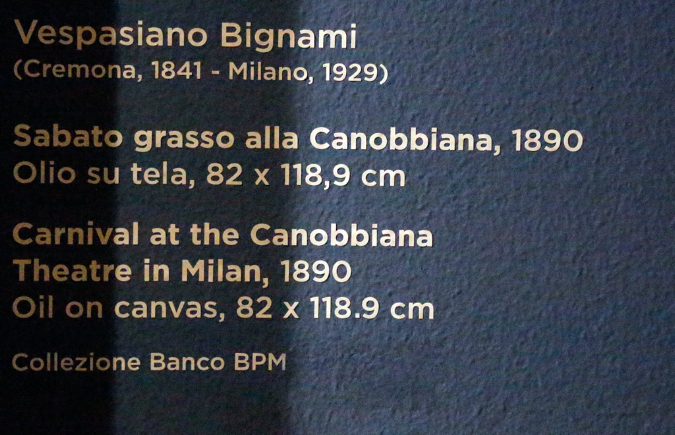 Vespasiano Bignami
(Cremona, 1841 - Milano, 1929)
Sabato grasso alla Canobbiana, 1890
Olio su tela, 82 x 118,9 cm
Carnival at the Canobbiana
Theatre in Milan, 1890
Oil on canvas, 82 x 118.9 cm
Collezione Banco BPM